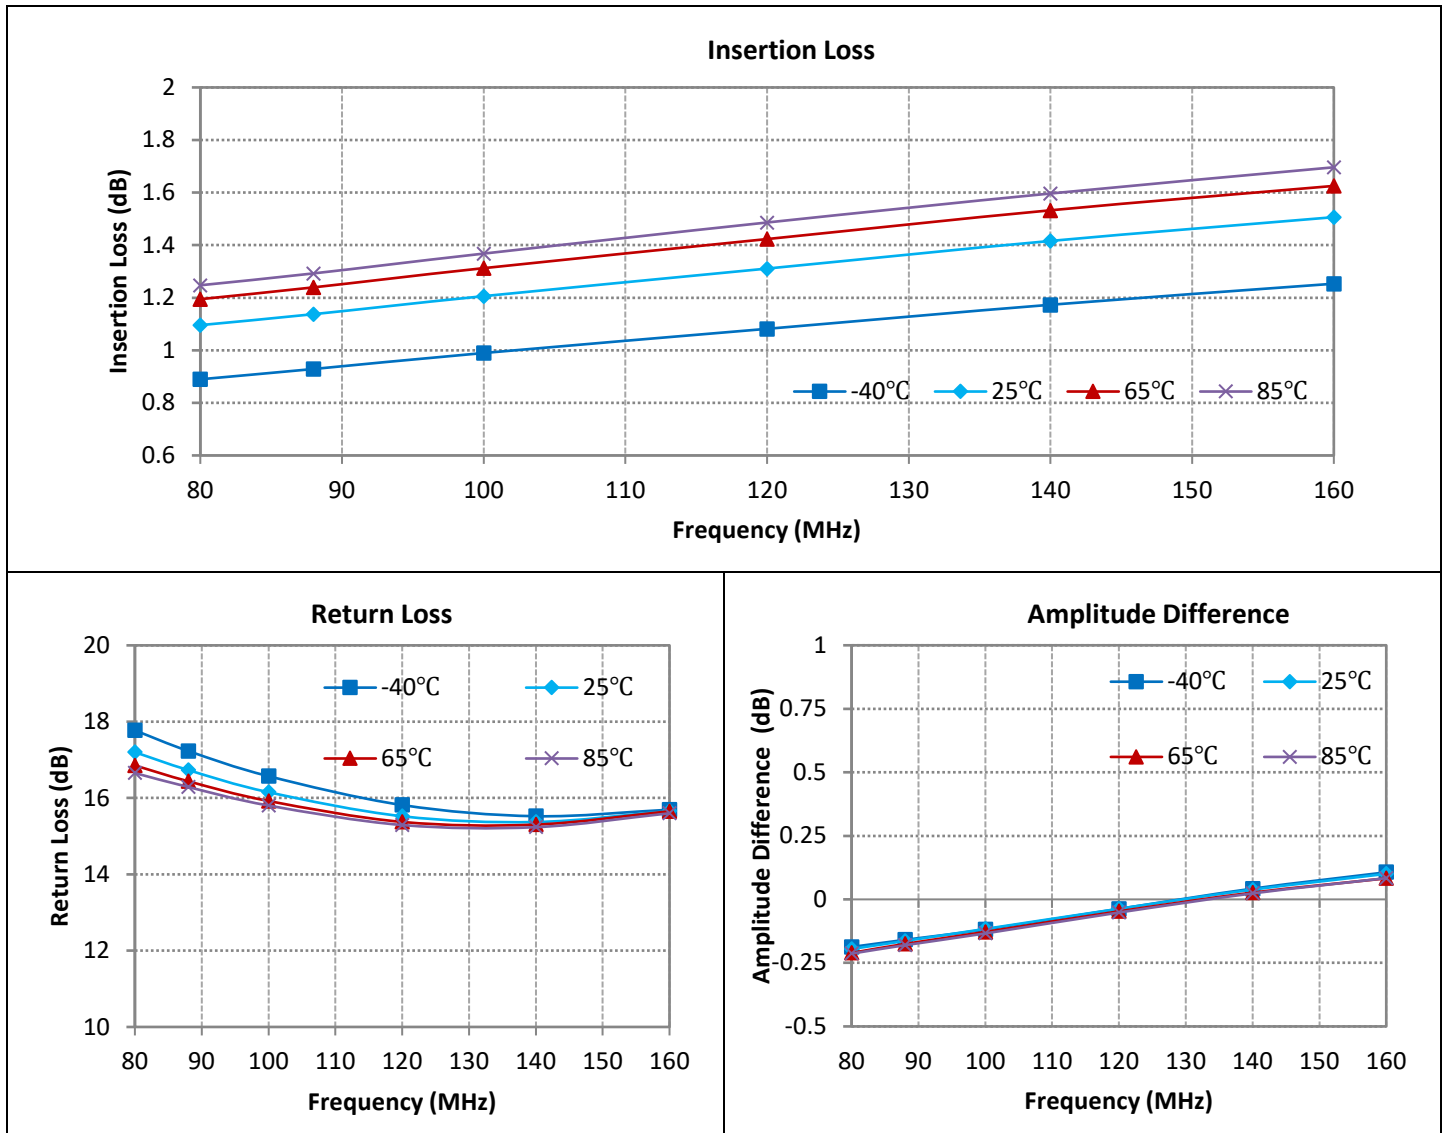 Insertion Loss
Insertion Loss (dB)
2
1.8
1.6
1.4
1.2
1
0.8
0.6
-40℃ 25℃ 65℃ 85℃
80 90 100 110 120 130 140 150 160
Frequency (MHz)
Return Loss
Return Loss (dB)
20
18
16
14
12
10
-40℃ 25℃
65℃ 85℃
80 90 100 110 120 130 140 150 160
Frequency (MHz)
Amplitude Difference
Amplitude Difference (dB)
1
0.75
0.5
0.25
0
-0.25
-0.5
-40℃ 25℃
65℃ 85℃
80 90 100 110 120 130 140 150 160
Frequency (MHz)